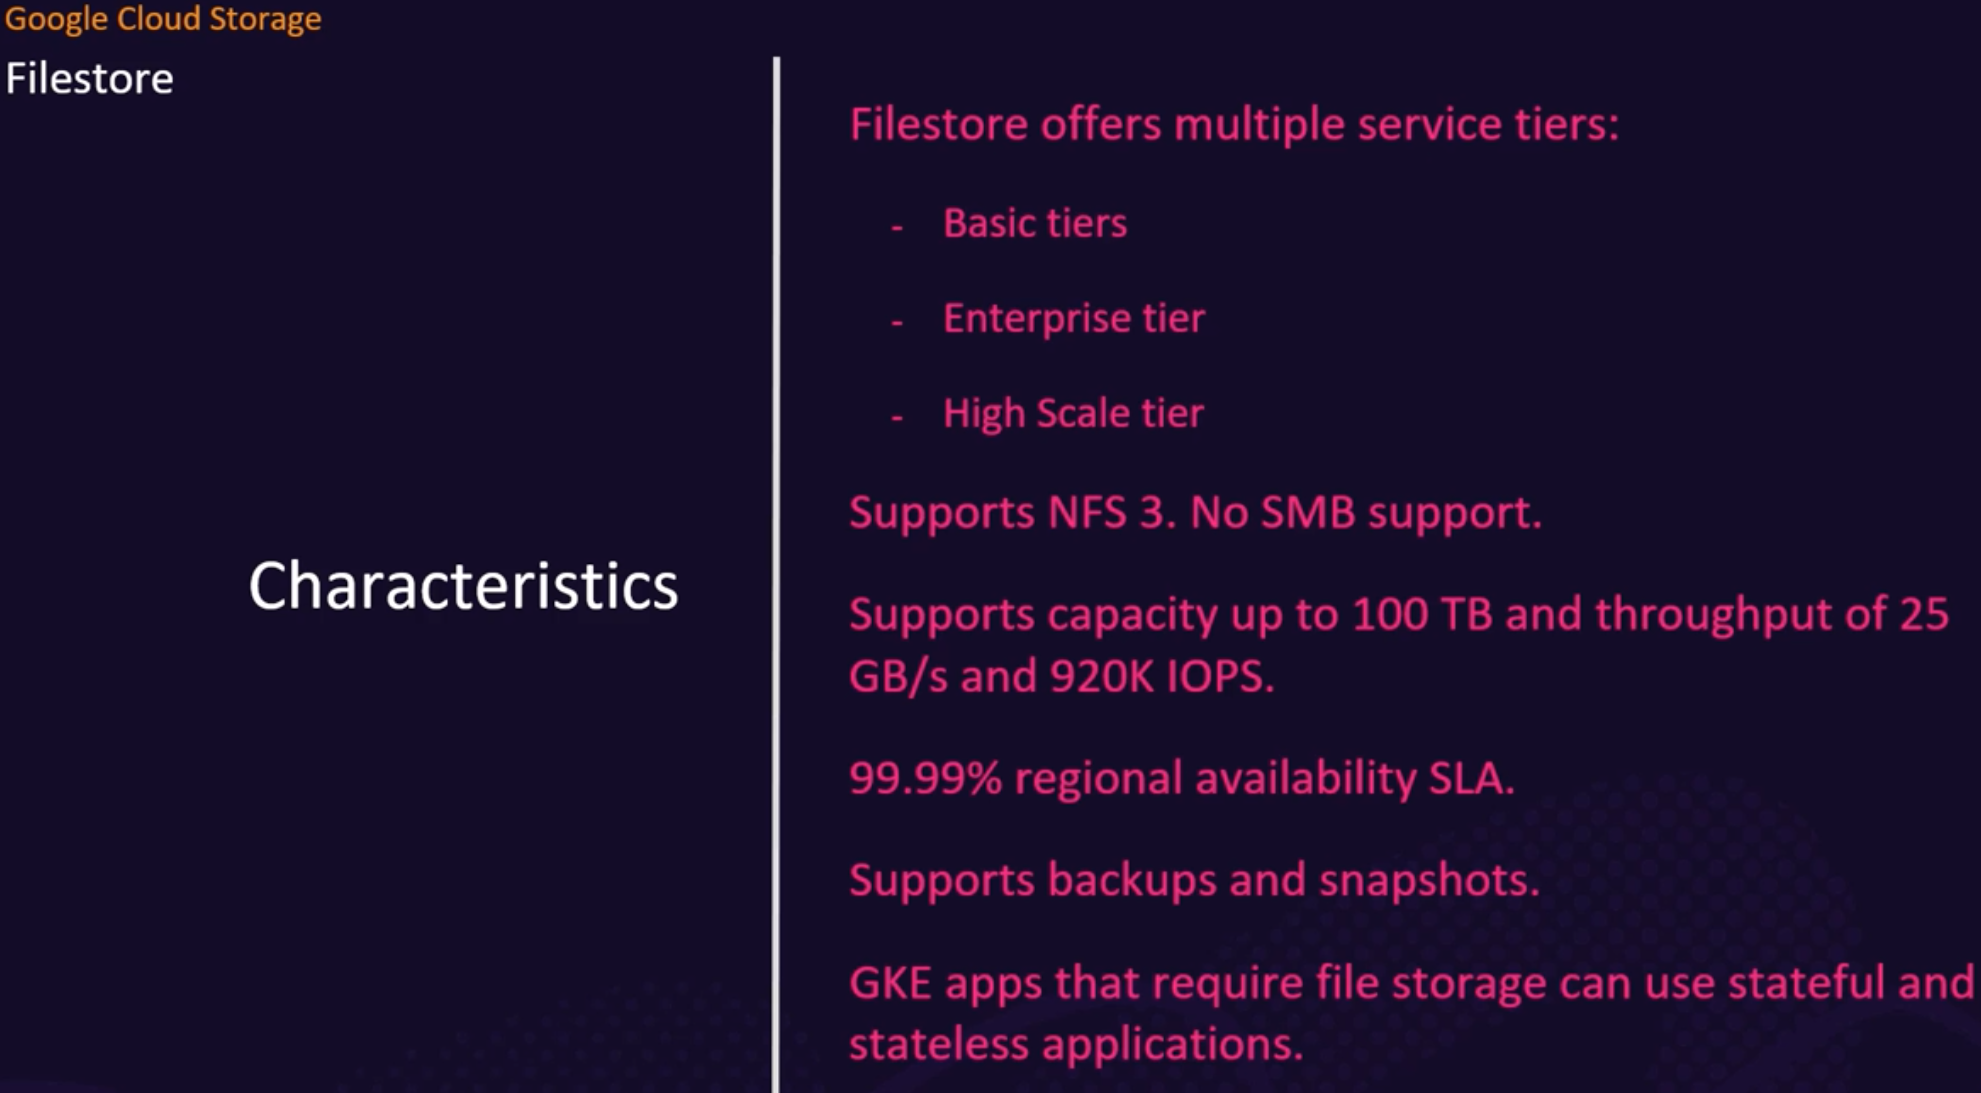 Google Cloud Storage
Filestore
Characteristics
Filestore offers multiple service tiers:
- Basic tiers
- Enterprise tier
- High Scale tier
Supports NFS 3. No SMB support.
Supports capacity up to 100 TB and throughput of 25
GB/s and 920K IOPS.
99.99% regional availability SLA.
Supports backups and snapshots.
GKE apps that require file storage can use stateful and
stateless applications.